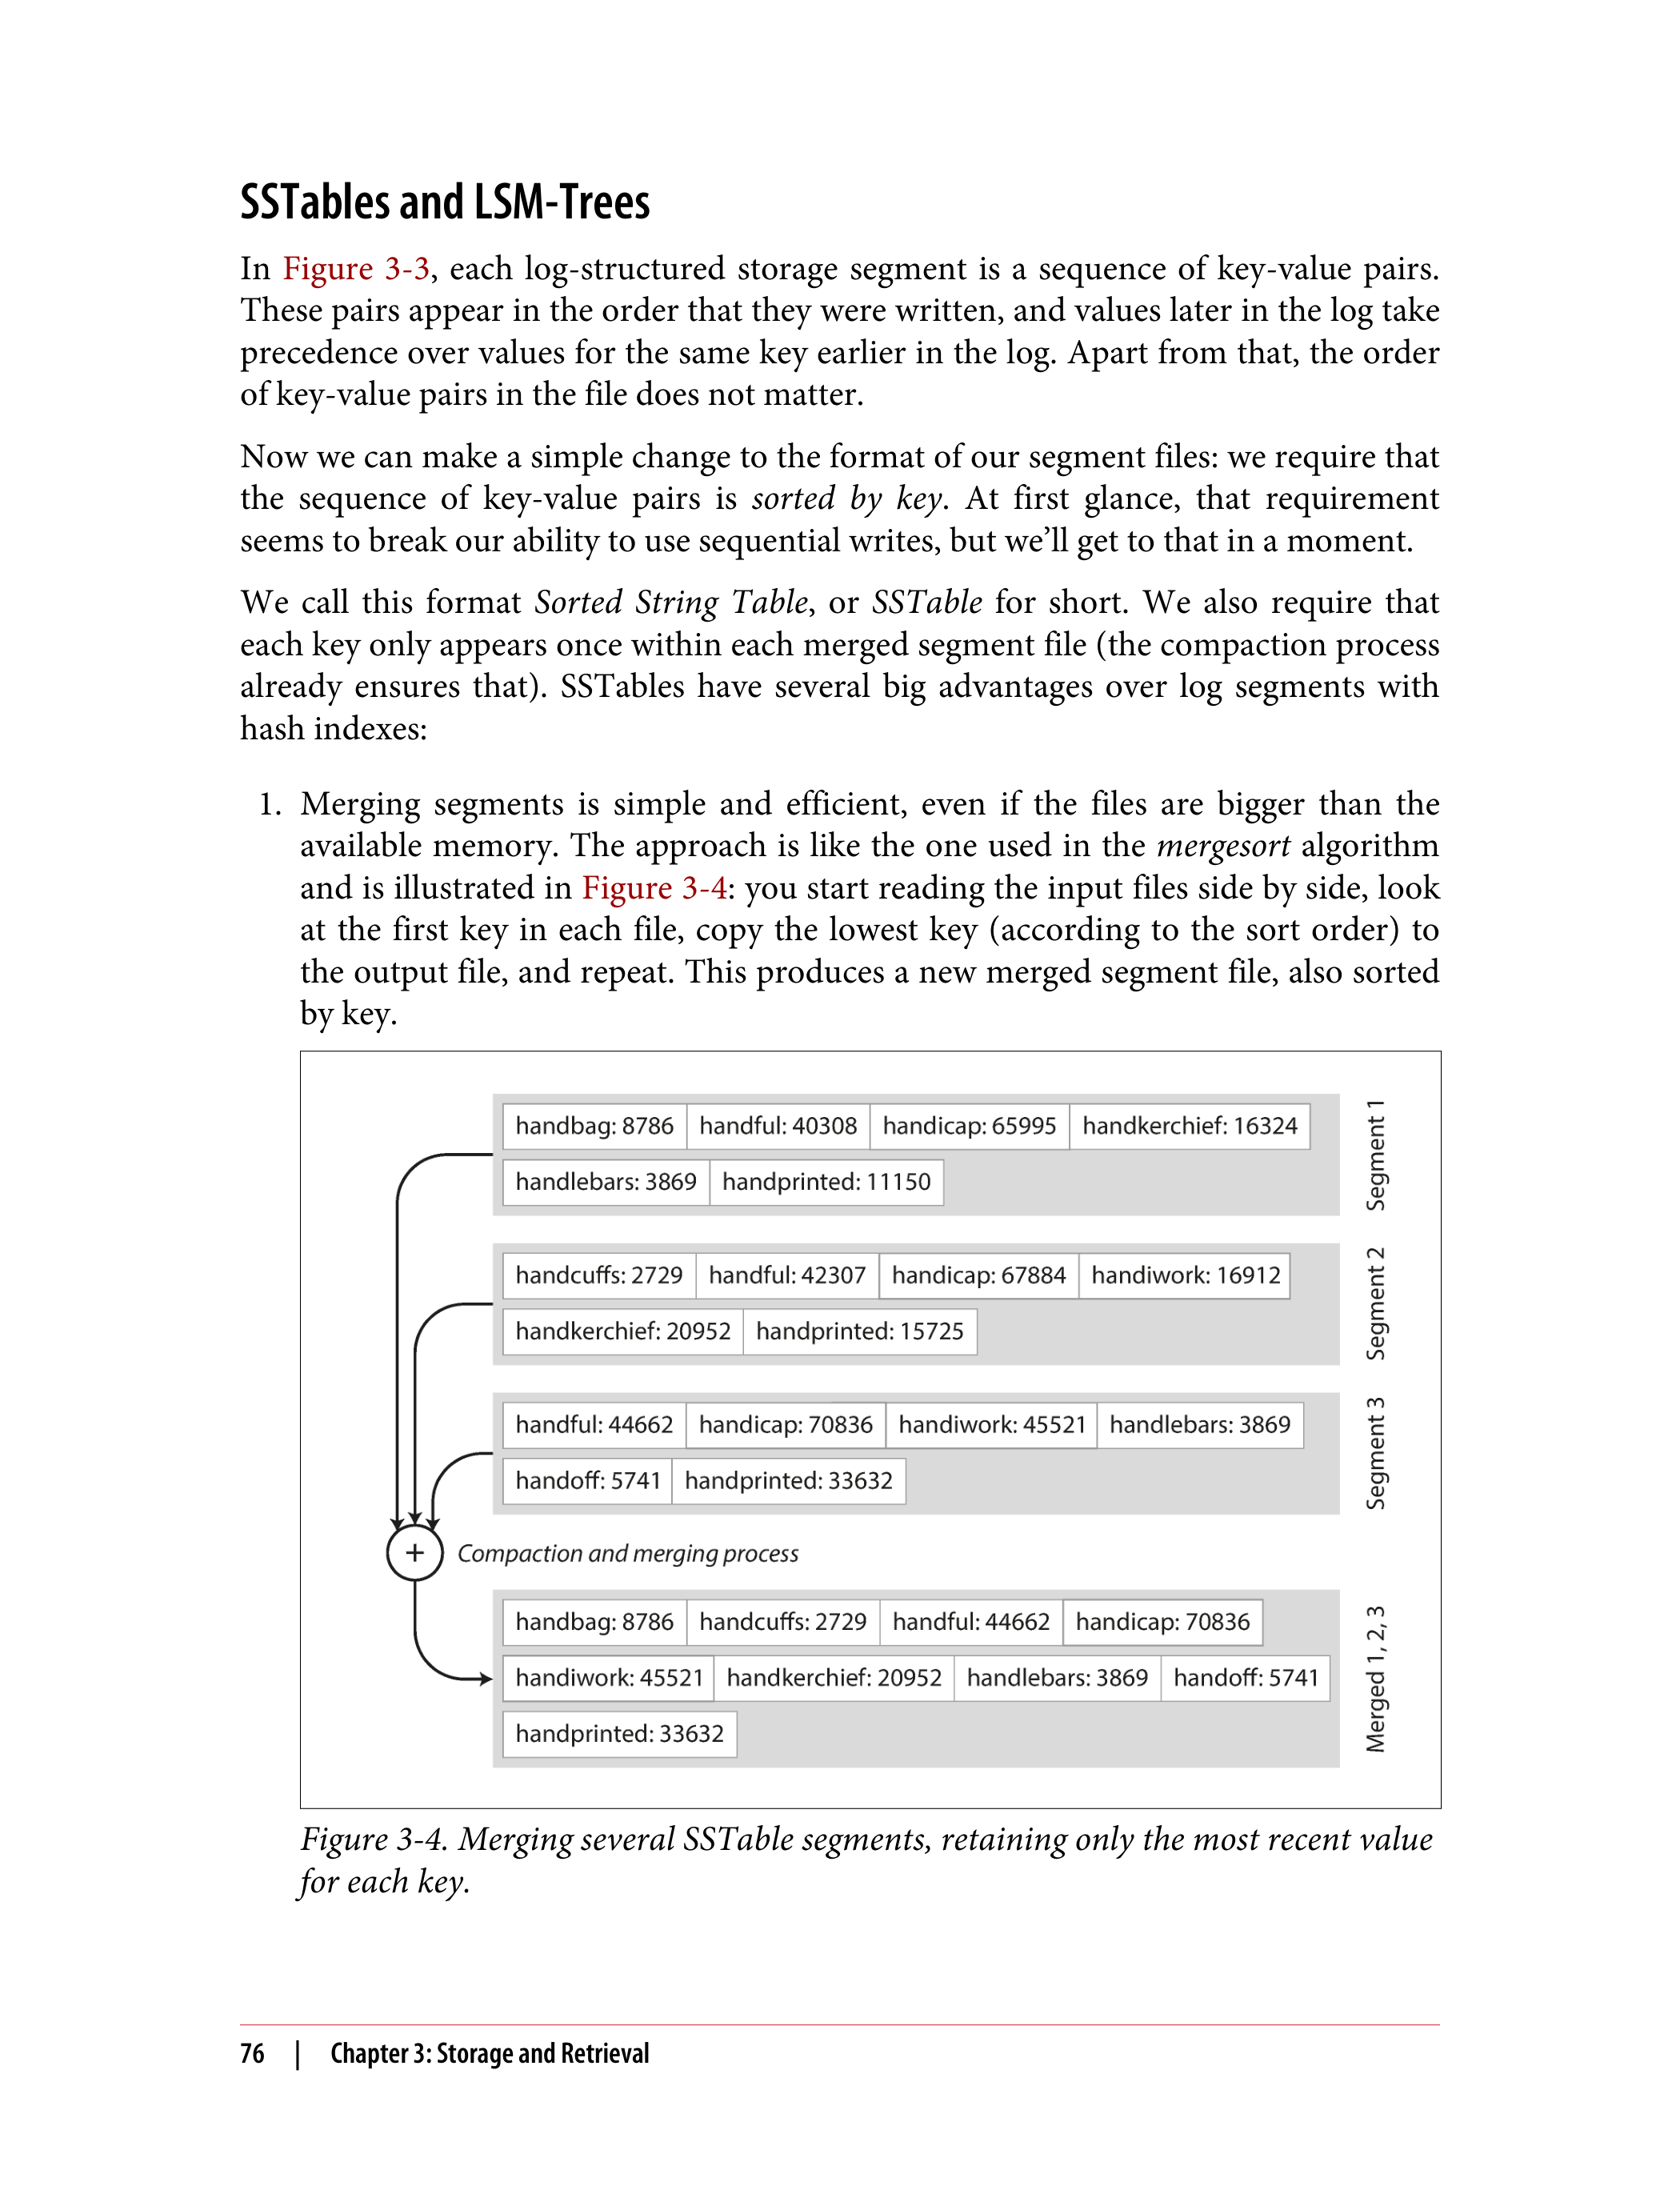 SSTables and LSM-Trees
In Figure 3-3, each log-structured storage segment is a sequence of key-value pairs.
These pairs appear in the order that they were written, and values later in the log take
precedence over values for the same key earlier in the log. Apart from that, the order
of key-value pairs in the file does not matter.
Now we can make a simple change to the format of our segment files: we require that
the sequence of key-value pairs is sorted by key. At first glance, that requirement
seems to break our ability to use sequential writes, but we’ll get to that in a moment.
We call this format Sorted String Table, or SSTable for short. We also require that
each key only appears once within each merged segment file (the compaction process
already ensures that). SSTables have several big advantages over log segments with
hash indexes:
1. Merging segments is simple and efficient, even if the files are bigger than the
available memory. The approach is like the one used in the mergesort algorithm
and is illustrated in Figure 3-4: you start reading the input files side by side, look
at the first key in each file, copy the lowest key (according to the sort order) to
the output file, and repeat. This produces a new merged segment file, also sorted
by key.
handbag: 8786 handful: 40308 handicap: 65995 handkerchief: 16324
handlebars: 3869 handprinted: 11150
Segment 1
handcuffs: 2729 handful: 42307 handicap: 67884 handiwork: 16912
handkerchief: 20952 handprinted: 15725
Segment 2
handful: 44662 handicap: 70836 handiwork: 45521 handlebars: 3869
handoff: 5741 handprinted: 33632
Segment 3
+ Compaction and merging process
handbag: 8786 handcuffs: 2729 handful: 44662 handicap: 70836
handiwork: 45521 handkerchief: 20952 handlebars: 3869 handoff: 5741
handprinted: 33632
Merged 1, 2, 3
Figure 3-4. Merging several SSTable segments, retaining only the most recent value
for each key.
76 | Chapter 3: Storage and Retrieval